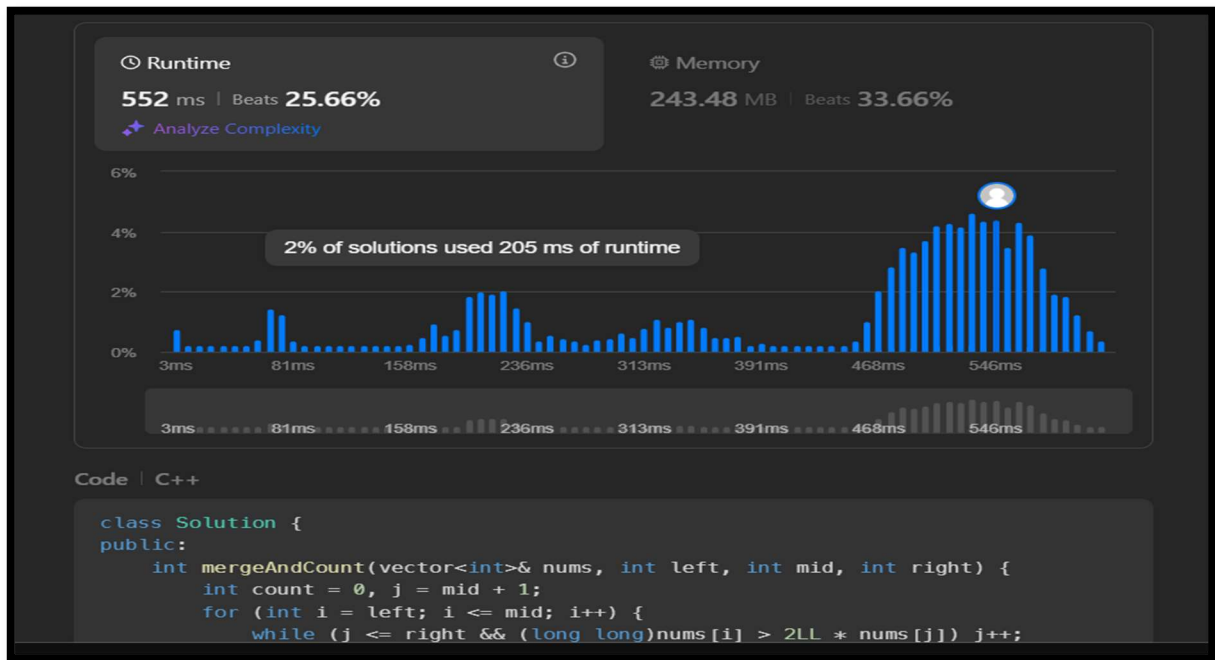 Runtime
552 ms | Beats 25.66%
Analyze Complexity
Memory
243.48 MB | Beats 33.66%
6%
4%
2%
0%
2% of solutions used 205 ms of runtime
3ms 81ms 158ms 236ms 313ms 391ms 468ms 546ms
3ms 81ms 158ms 236ms 313ms 391ms 468ms 546ms
Code | C++
class Solution {
public:
    int mergeAndCount(vector<int>& nums, int left, int mid, int right) {
        int count = 0, j = mid + 1;
        for (int i = left; i <= mid; i++) {
            while (j <= right && (long long)nums[i] > 2LL * nums[j]) j++;